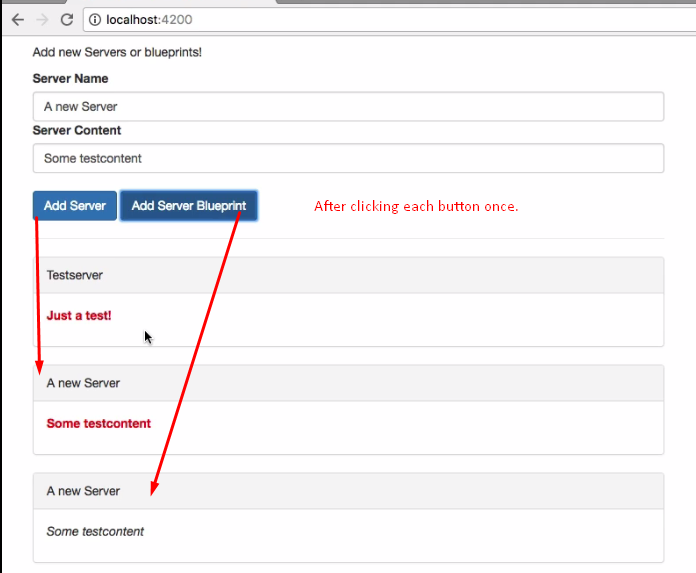 localhost:4200
Add new Servers or blueprints!
Server Name
A new Server
Server Content
Some testcontent
Add Server Add Server Blueprint After clicking each button once.
Testserver
Just a test!
A new Server
Some testcontent
A new Server
Some testcontent